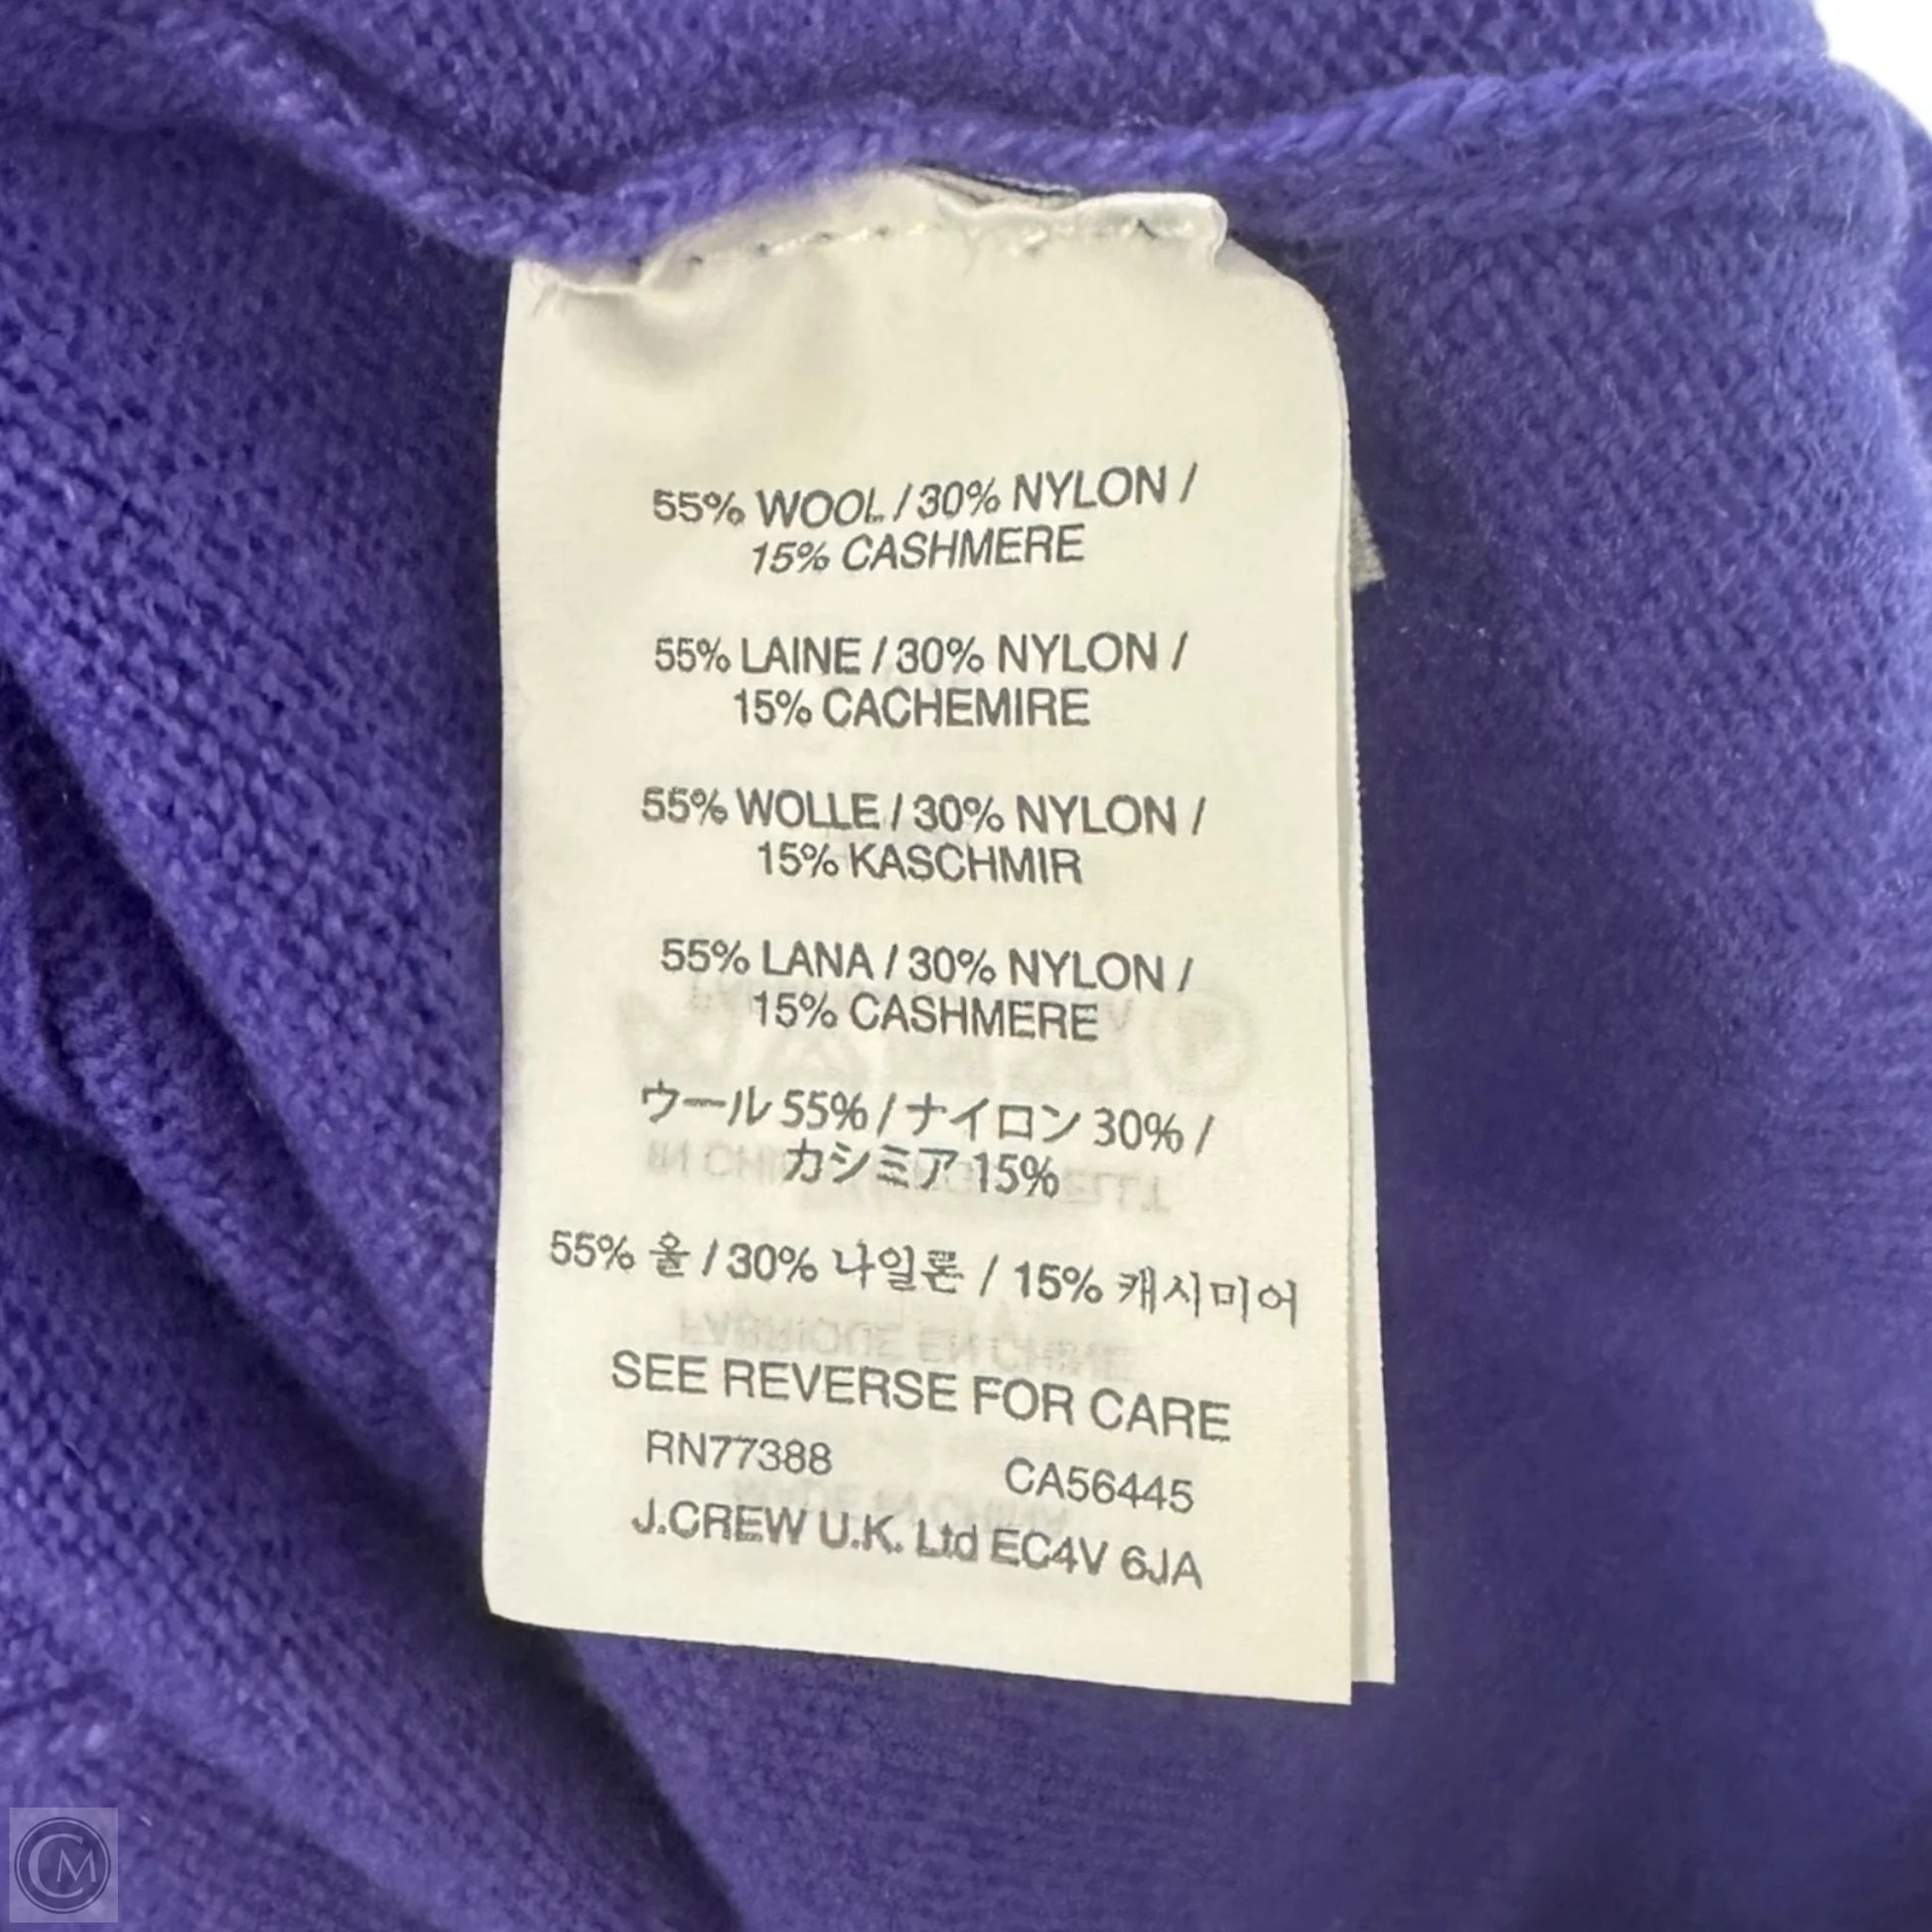 55% WOOL / 30% NYLON /
15% CASHMERE
55% LAINE / 30% NYLON /
15% CACHEMIRE
55% WOLLE / 30% NYLON /
15% KASCHMIR
55% LANA / 30% NYLON /
15% CASHMERE
ウール 55% / ナイロン 30% /
カシミア 15%
55% 울 / 30% 나일론 / 15% 캐시미어
SEE REVERSE FOR CARE
RN77388 CA56445
J.CREW U.K. Ltd EC4V 6JA
CM